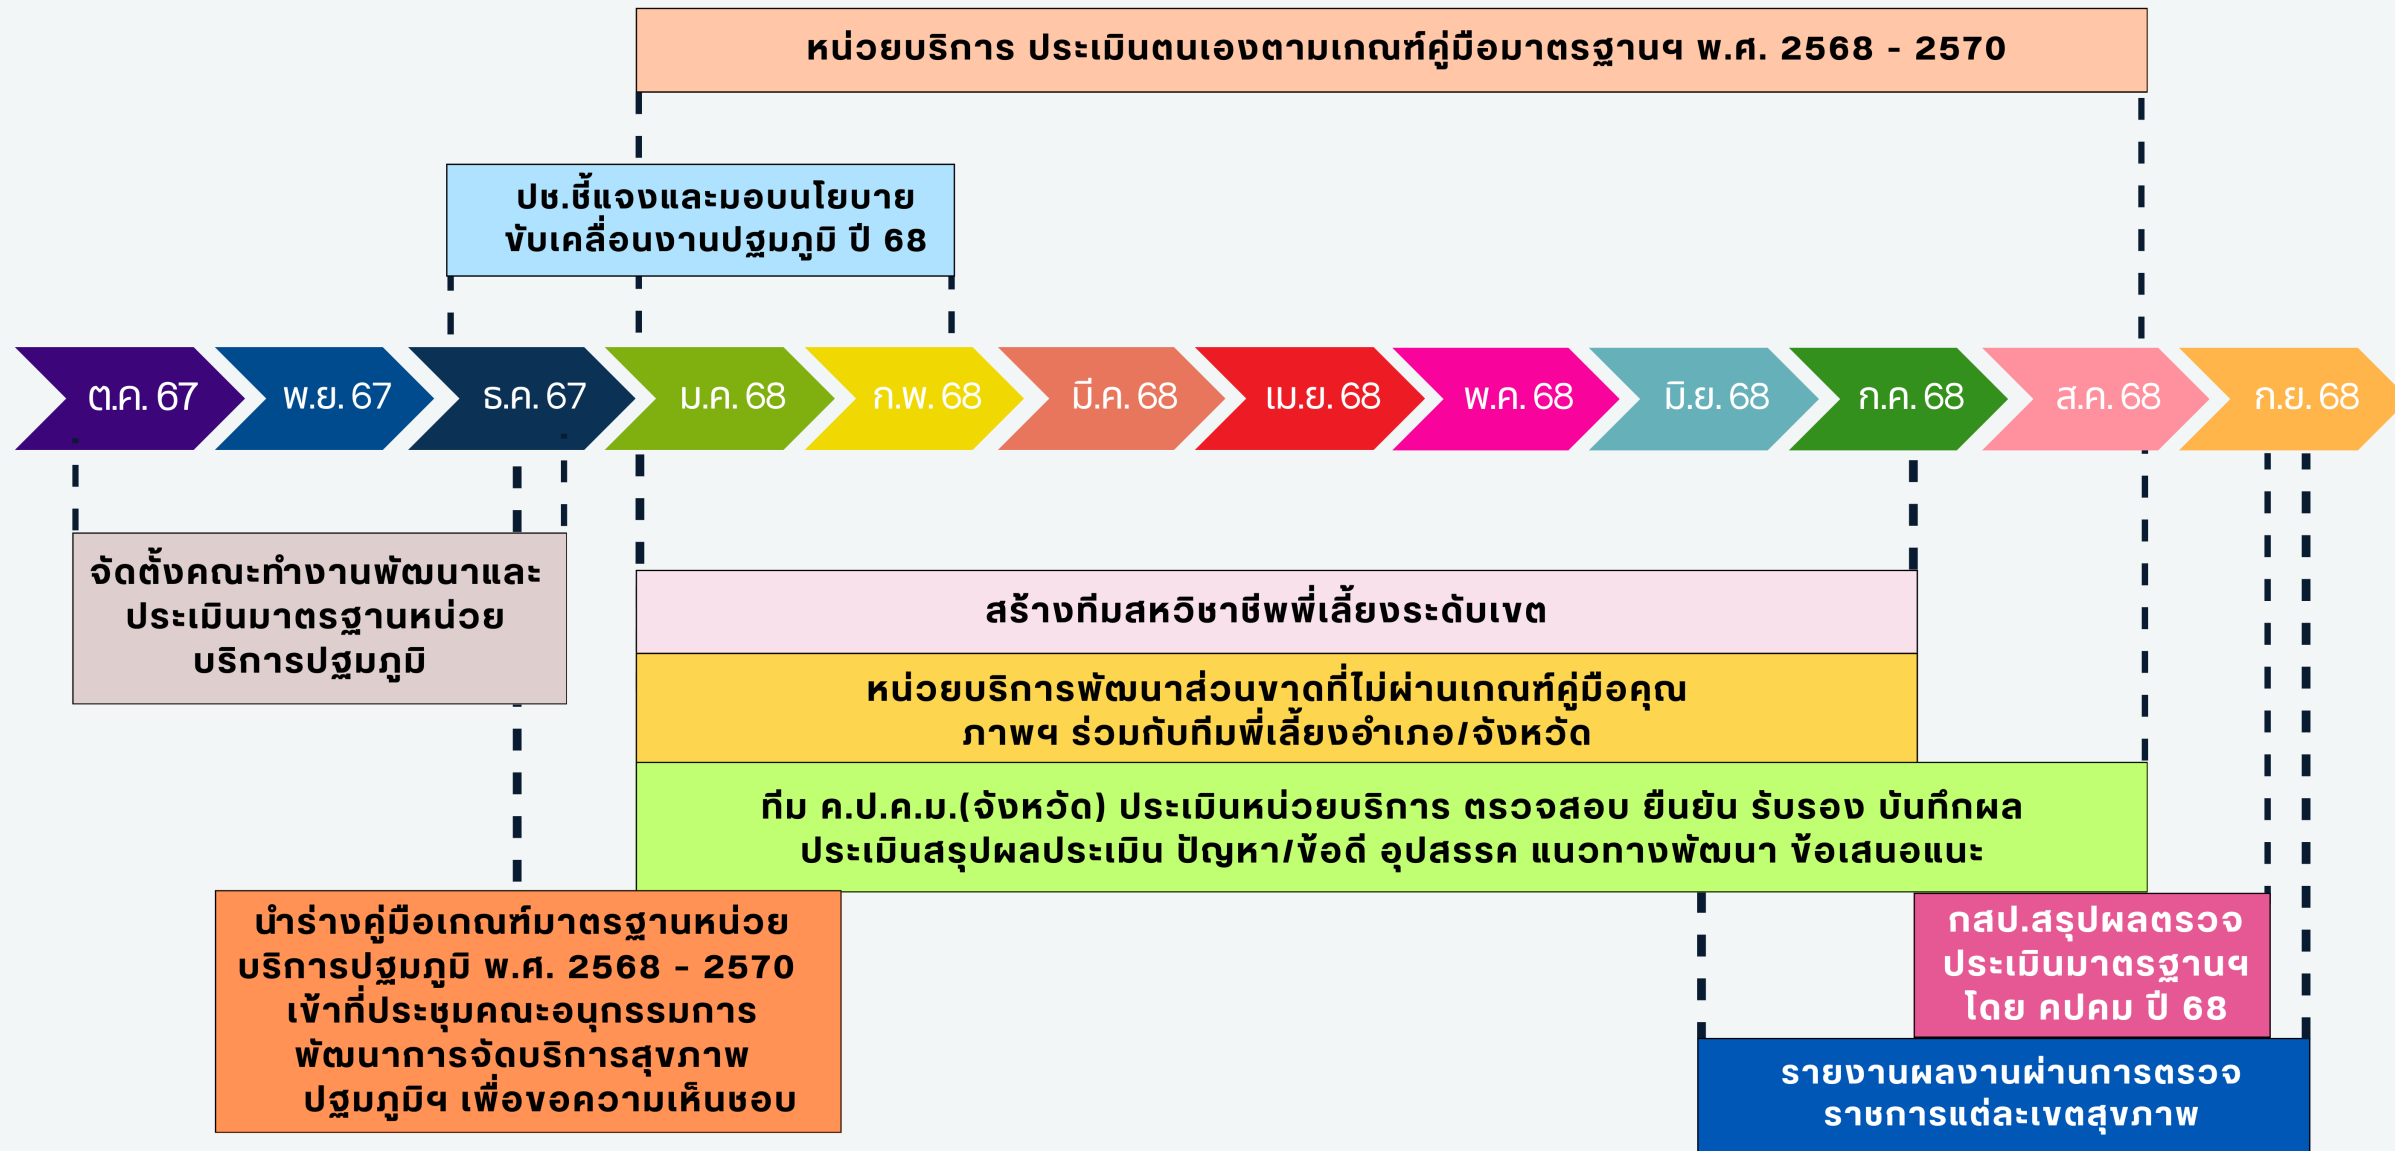 หน่วยบริการ ประเมินตนเองตามเกณฑ์คู่มือมาตรฐานฯ พ.ศ. 2568 - 2570
ปช.ชี้แจงและมอบนโยบาย
ขับเคลื่อนงานปฐมภูมิ ปี 68
ต.ค. 67
พ.ย. 67
ธ.ค. 67
ม.ค. 68
ก.พ. 68
มี.ค. 68
เม.ย. 68
พ.ค. 68
มิ.ย. 68
ก.ค. 68
ส.ค. 68
ก.ย. 68
จัดตั้งคณะทำงานพัฒนาและ
ประเมินมาตรฐานหน่วย
บริการปฐมภูมิ
สร้างทีมสหวิชาชีพพี่เลี้ยงระดับเขต
หน่วยบริการพัฒนาส่วนขาดที่ไม่ผ่านเกณฑ์คู่มือคุณ
ภาพฯ ร่วมกับทีมพี่เลี้ยงอำเภอ/จังหวัด
ทีม ค.ป.ค.ม.(จังหวัด) ประเมินหน่วยบริการ ตรวจสอบ ยืนยัน รับรอง บันทึกผล
ประเมินสรุปผลประเมิน ปัญหา/ข้อดี อุปสรรค แนวทางพัฒนา ข้อเสนอแนะ
นำร่างคู่มือเกณฑ์มาตรฐานหน่วย
บริการปฐมภูมิ พ.ศ. 2568 - 2570
เข้าที่ประชุมคณะอนุกรรมการ
พัฒนาการจัดบริการสุขภาพ
ปฐมภูมิฯ เพื่อขอความเห็นชอบ
กสป.สรุปผลตรวจ
ประเมินมาตรฐานฯ
โดย คปคม ปี 68
รายงานผลงานผ่านการตรวจ
ราชการแต่ละเขตสุขภาพ